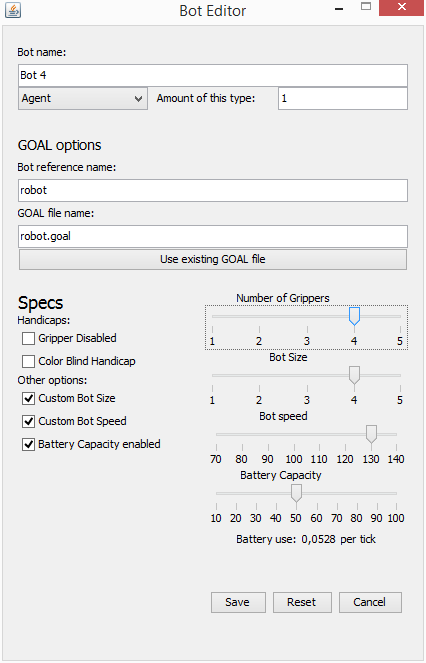 Bot Editor
Bot name:
Bot 4
Agent Amount of this type: 1
GOAL options
Bot reference name:
robot
GOAL file name:
robot.goal
Use existing GOAL file
Specs
Handicaps:
Gripper Disabled
Color Blind Handicap
Other options:
Custom Bot Size
Custom Bot Speed
Battery Capacity enabled
Number of Grippers
1 2 3 4 5
Bot Size
1 2 3 4 5
Bot speed
70 80 90 100 110 120 130 140
Battery Capacity
10 20 30 40 50 60 70 80 90 100
Battery use: 0,0528 per tick
Save Reset Cancel